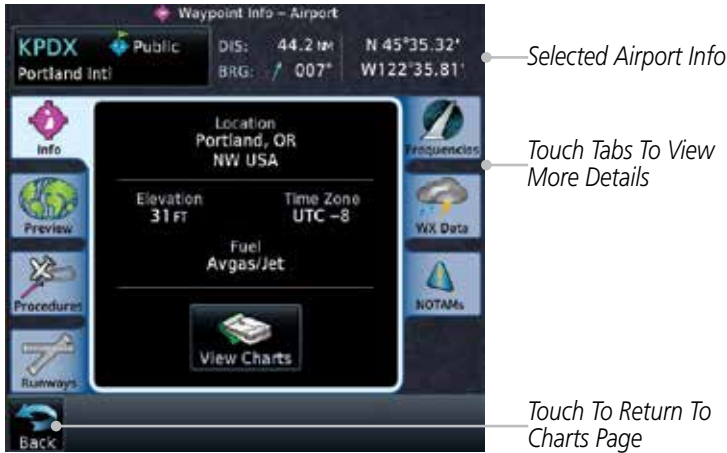 Waypoint Info – Airport
KPDX Public
Portland Intl
DIS: 44.2 NM N 45°35.32'
BRG: 007° W122°35.81'
Selected Airport Info
Info
Location
Portland, OR
NW USA
Frequencies
Touch Tabs To View
More Details
Preview
Elevation
31 FT
Time Zone
UTC –8
WX Data
Fuel
Avgas/Jet
Procedures
NOTAMs
View Charts
Runways
Back
Touch To Return To
Charts Page